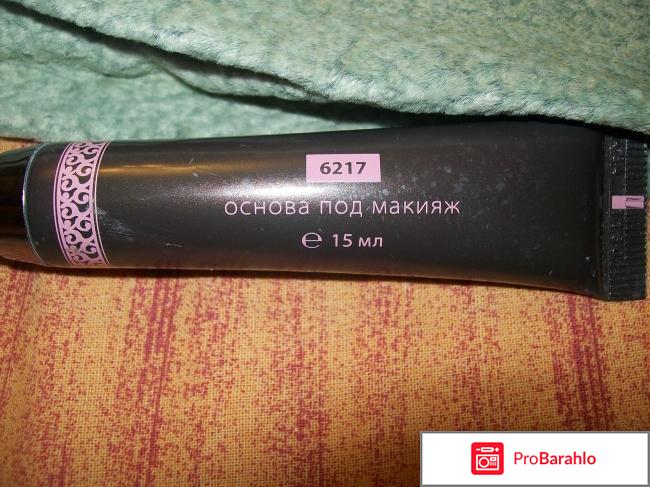 6217
основа под макияж
℮ 15 мл
ProBarahlo